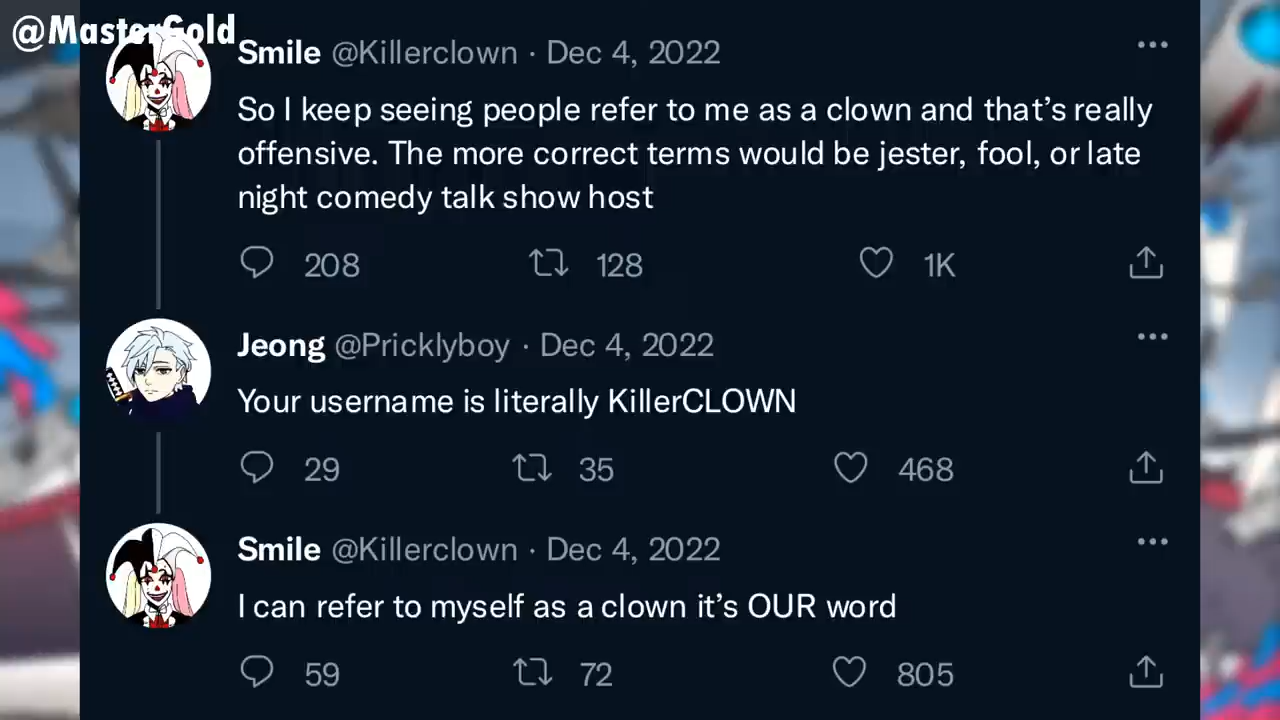 @MasterGold
Smile @Killerclown · Dec 4, 2022
So I keep seeing people refer to me as a clown and that’s really
offensive. The more correct terms would be jester, fool, or late
night comedy talk show host
208 128 1K
Jeong @Pricklyboy · Dec 4, 2022
Your username is literally KillerCLOWN
29 35 468
Smile @Killerclown · Dec 4, 2022
I can refer to myself as a clown it’s OUR word
59 72 805